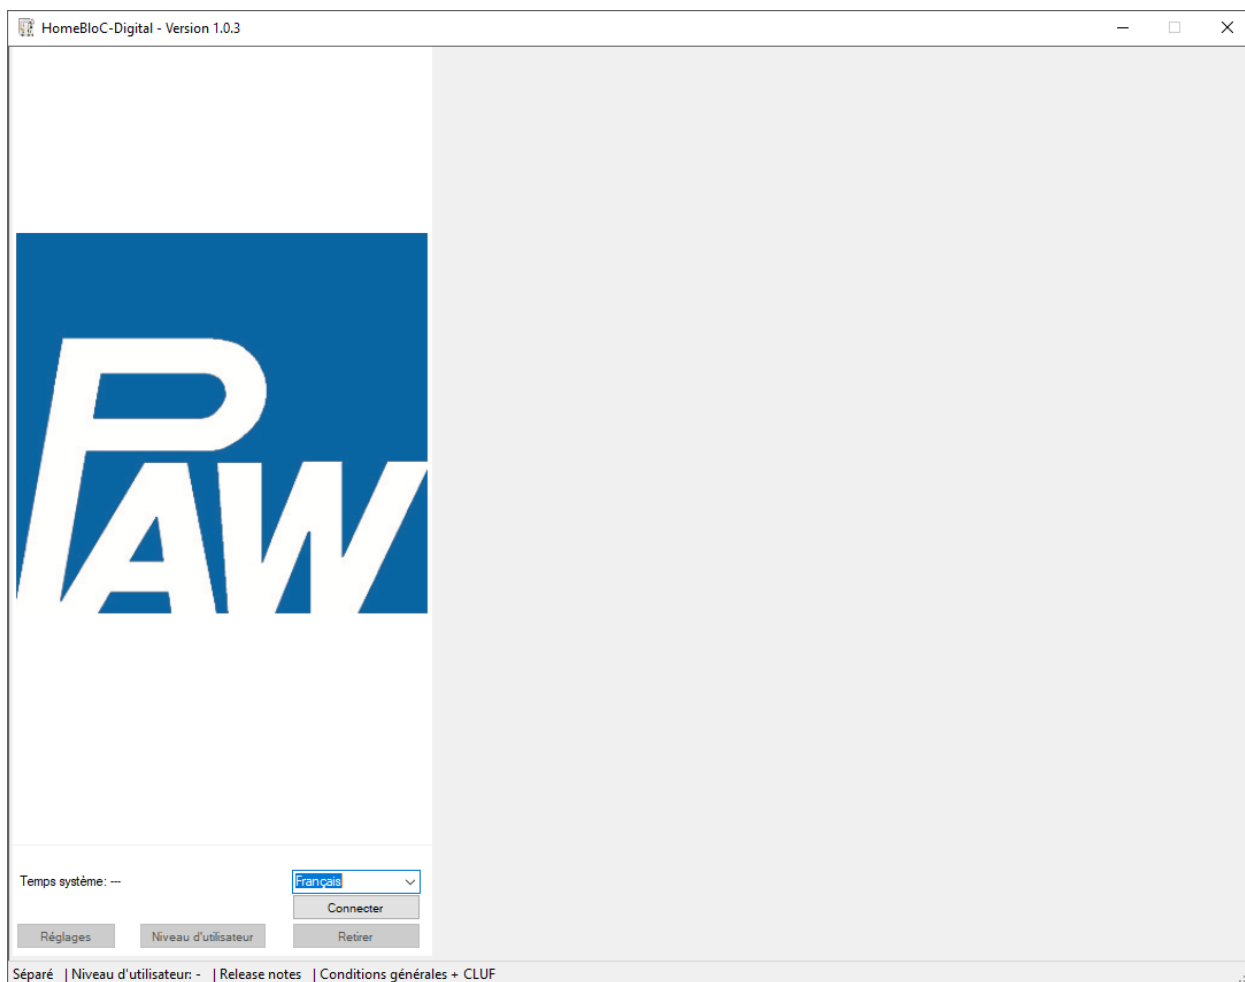 HomeBloC-Digital - Version 1.0.3
PAW
Temps système: ---
Français
Connecter
Réglages Niveau d'utilisateur Retirer
Séparé | Niveau d'utilisateur: - | Release notes | Conditions générales + CLUF